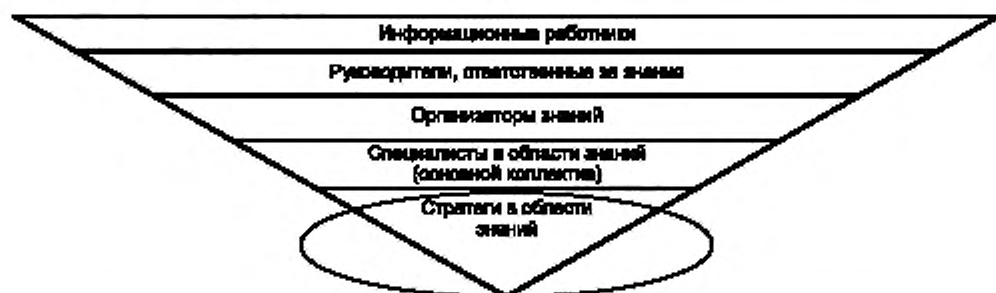 Информационные работники
Руководители, ответственные за знания
Организаторы знаний
Специалисты в области знаний
(основной коллектив)
Стратеги в области
знаний